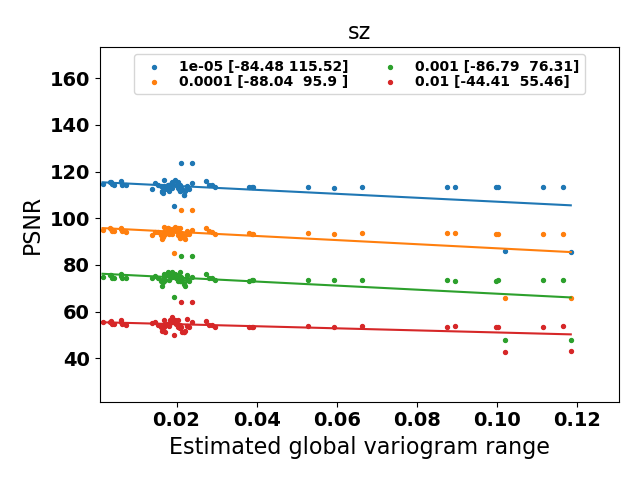 sz
1e-05 [-84.48 115.52]
0.0001 [-88.04  95.9 ]
0.001 [-86.79  76.31]
0.01 [-44.41  55.46]
PSNR
160
140
120
100
80
60
40
0.02 0.04 0.06 0.08 0.10 0.12
Estimated global variogram range